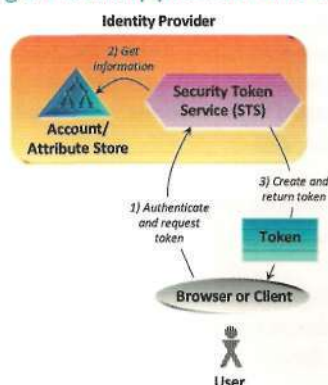 Identity Provider
2) Get
information
Security Token
Service (STS)
Account/
Attribute Store
3) Create and
return token
1) Authenticate
and request
token
Token
Browser or Client
User